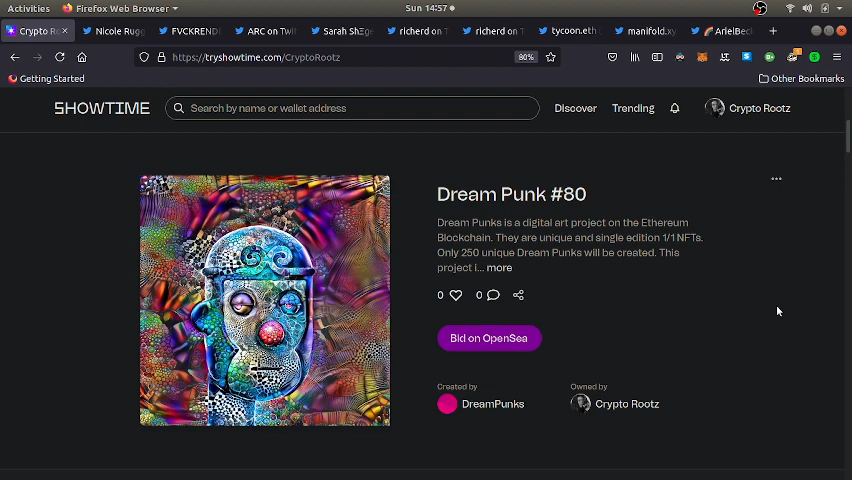 Activities
FireFox Web Browser
Sun 14:57
Crypto Ro
Nicole Rugg
FVCKREND
ARC on Twi
Sarah ShΞge
richerd on T
richerd on T
tycoon.eth
manifold.xy
ArielBec
https://tryshowtime.com/CryptoRootz
80%
Getting Started
Other Bookmarks
SHOWTIME
Search by name or wallet address
Discover
Trending
Crypto Rootz
Dream Punk #80
Dream Punks is a digital art project on the Ethereum
Blockchain. They are unique and single edition 1/1 NFTs.
Only 250 unique Dream Punks will be created. This
project i... more
0
0
Bid on OpenSea
Created by
Owned by
DreamPunks
Crypto Rootz